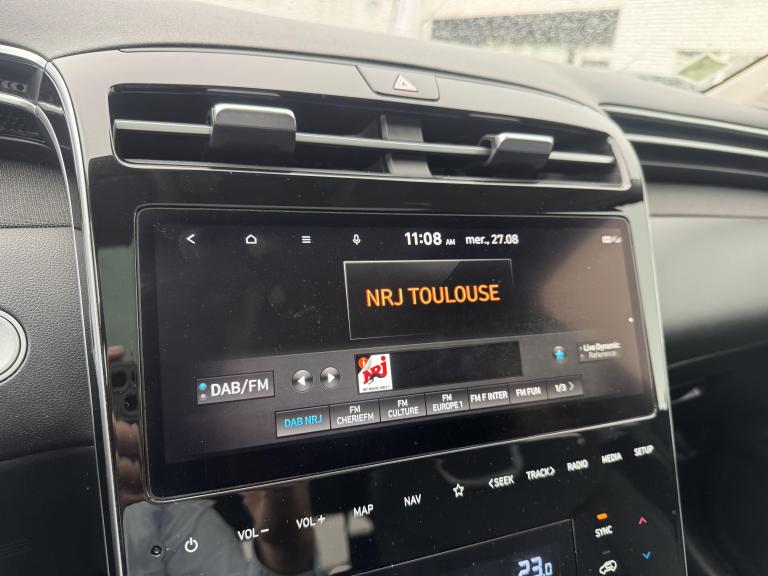 11:08 AM mer., 27.08
NRJ TOULOUSE
Live Dynamic
Reference
DAB/FM
NRJ
DAB NRJ
FM CHERIEFM
FM CULTURE
FM EUROPE 1
FM F INTER
FM FUN
1/3
VOL− VOL+ MAP NAV <SEEK TRACK> RADIO MEDIA SETUP
SYNC
23.0